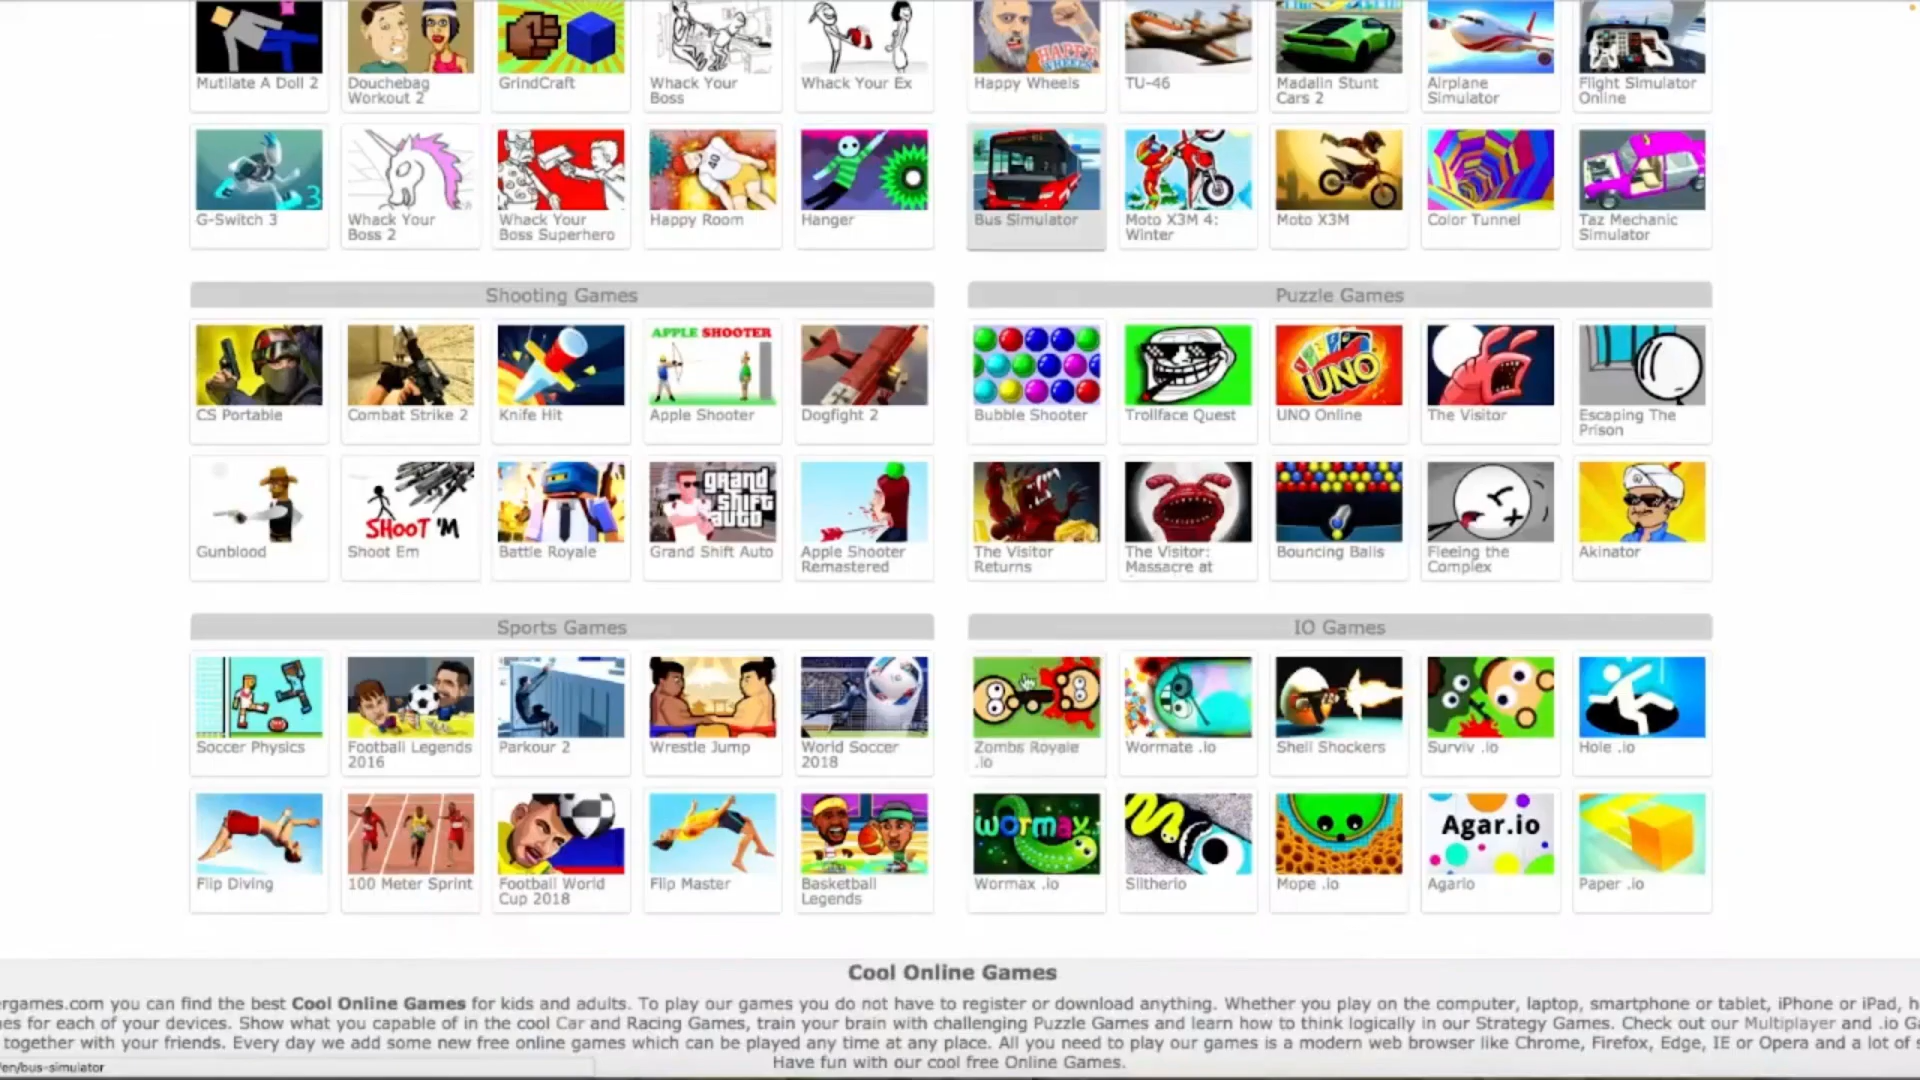 Mutilate A Doll 2
Douchebag
Workout 2
GrindCraft
Whack Your
Boss
Whack Your Ex
HAPPY
WHEELS
Happy Wheels
TU-46
Madalin Stunt
Cars 2
Airplane
Simulator
Flight Simulator
Online
3
G-Switch 3
Whack Your
Boss 2
Whack Your
Boss Superhero
Happy Room
Hanger
Bus Simulator
Moto X3M 4:
Winter
Moto X3M
Color Tunnel
Taz Mechanic
Simulator
Shooting Games
Puzzle Games
CS Portable
Combat Strike 2
Knife Hit
APPLE SHOOTER
Apple Shooter
Dogfight 2
Bubble Shooter
Trollface Quest
UNO
UNO Online
The Visitor
Escaping The
Prison
Gunblood
SHOOT 'M
Shoot Em
Battle Royale
grand
shift
auto
Grand Shift Auto
Apple Shooter
Remastered
The Visitor
Returns
The Visitor:
Massacre at
Bouncing Balls
Fleeing the
Complex
Akinator
Sports Games
IO Games
Soccer Physics
Football Legends
2016
Parkour 2
Wrestle Jump
World Soccer
2018
Zombs Royale
.io
Wormate .io
Shell Shockers
Surviv .io
Hole .io
Flip Diving
100 Meter Sprint
Football World
Cup 2018
Flip Master
Basketball
Legends
wormax
Wormax .io
Slitherio
Mope .io
Agar.io
Agario
Paper .io
Cool Online Games
ergames.com you can find the best Cool Online Games for kids and adults. To play our games you do not have to register or download anything. Whether you play on the computer, laptop, smartphone or tablet, iPhone or iPad, h
es for each of your devices. Show what you capable of in the cool Car and Racing Games, train your brain with challenging Puzzle Games and learn how to think logically in our Strategy Games. Check out our Multiplayer and .io Ga
together with your friends. Every day we add some new free online games which can be played any time at any place. All you need to play our games is a modern web browser like Chrome, Firefox, Edge, IE or Opera and a lot of s
Have fun with our cool free Online Games.
/en/bus-simulator